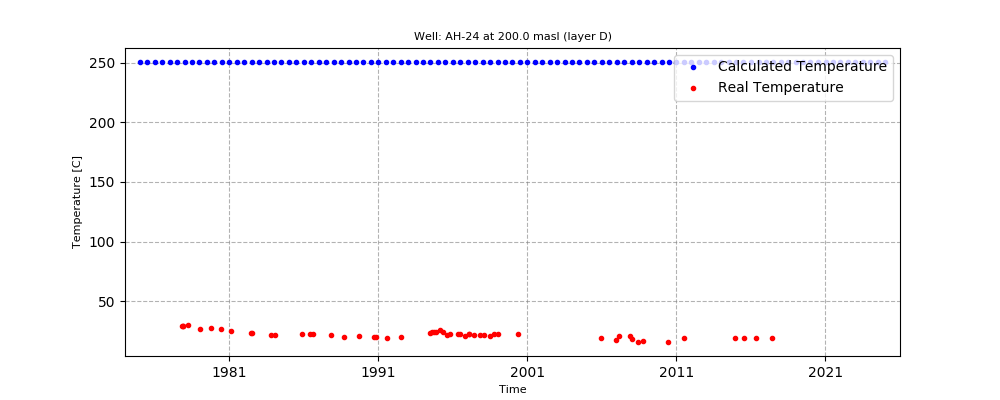 Well: AH-24 at 200.0 masl (layer D)
250
200
150
100
50
Temperature [C]
Calculated Temperature
Real Temperature
1981
1991
2001
2011
2021
Time